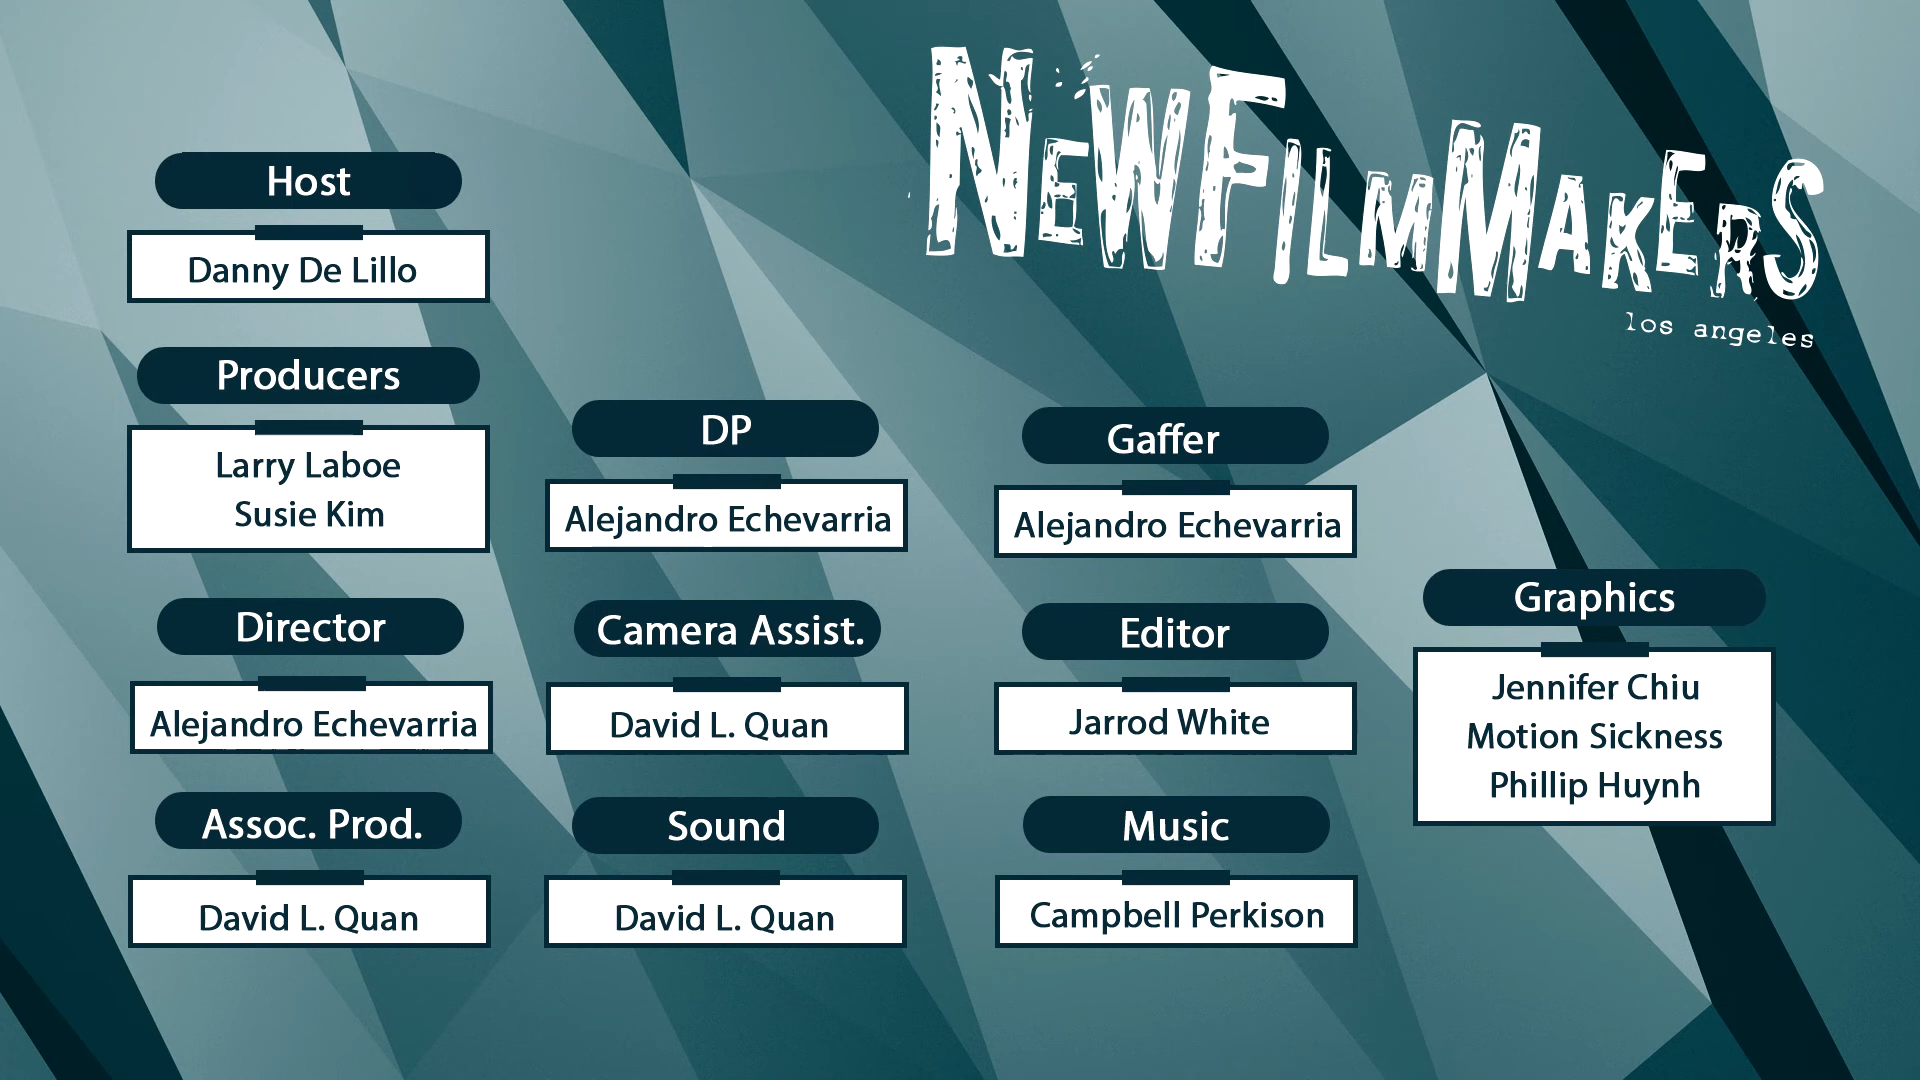 NEWFILMMAKERS
los angeles
Host
Danny De Lillo
Producers
Larry Laboe
Susie Kim
Director
Alejandro Echevarria
Assoc. Prod.
David L. Quan
DP
Alejandro Echevarria
Camera Assist.
David L. Quan
Sound
David L. Quan
Gaffer
Alejandro Echevarria
Editor
Jarrod White
Music
Campbell Perkison
Graphics
Jennifer Chiu
Motion Sickness
Phillip Huynh